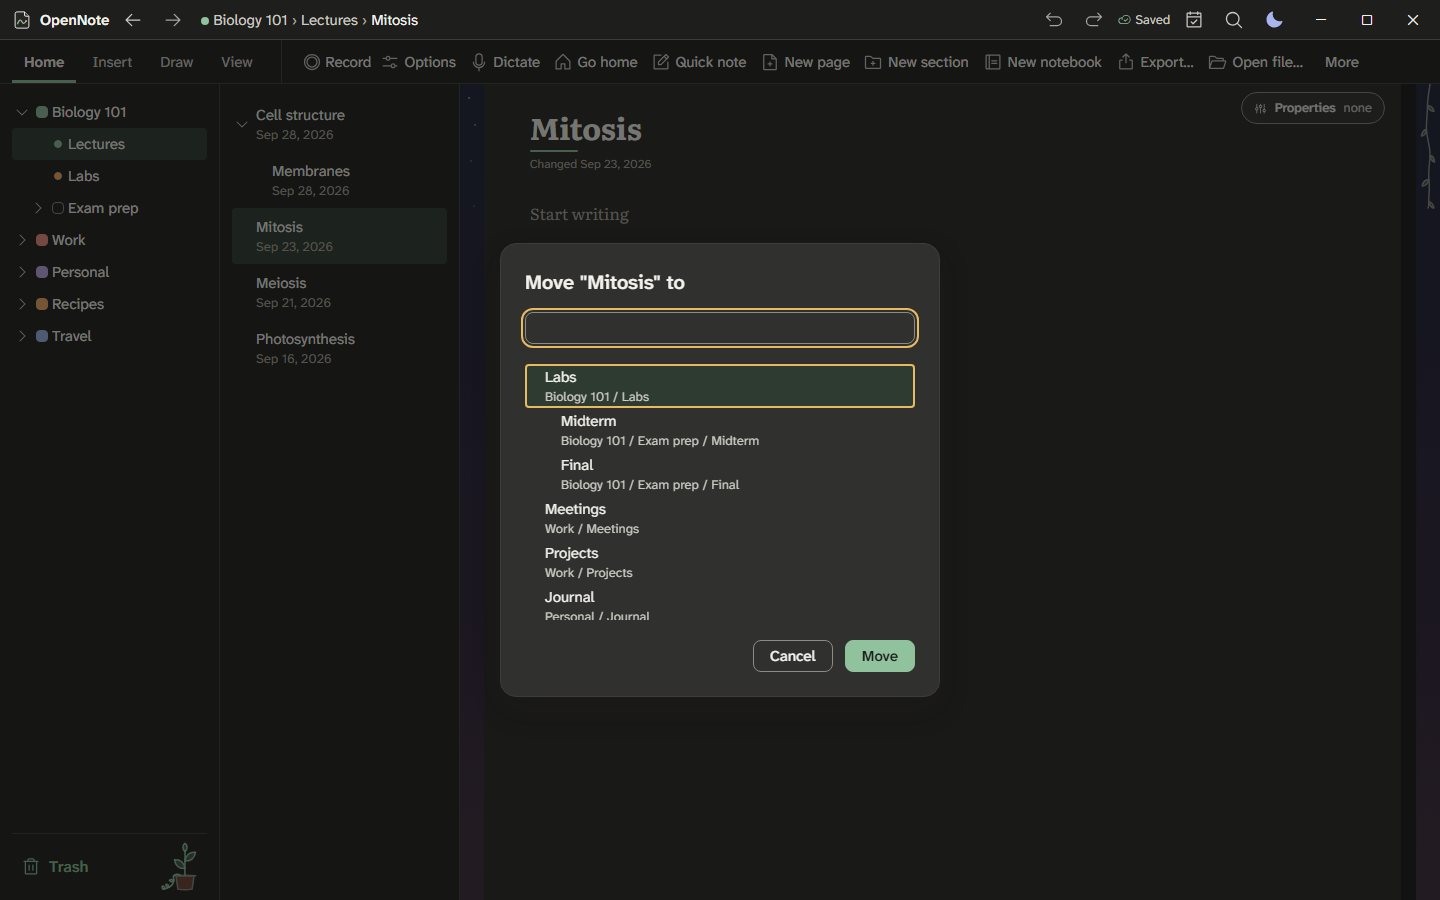 OpenNote
Biology 101 › Lectures › Mitosis
Saved
Home
Insert
Draw
View
Record
Options
Dictate
Go home
Quick note
New page
New section
New notebook
Export...
Open file...
More
Biology 101
Lectures
Labs
Exam prep
Work
Personal
Recipes
Travel
Trash
Cell structure
Sep 28, 2026
Membranes
Sep 28, 2026
Mitosis
Sep 23, 2026
Meiosis
Sep 21, 2026
Photosynthesis
Sep 16, 2026
Properties none
Mitosis
Changed Sep 23, 2026
Start writing
Move "Mitosis" to
Labs
Biology 101 / Labs
Midterm
Biology 101 / Exam prep / Midterm
Final
Biology 101 / Exam prep / Final
Meetings
Work / Meetings
Projects
Work / Projects
Journal
Personal / Journal
Cancel
Move